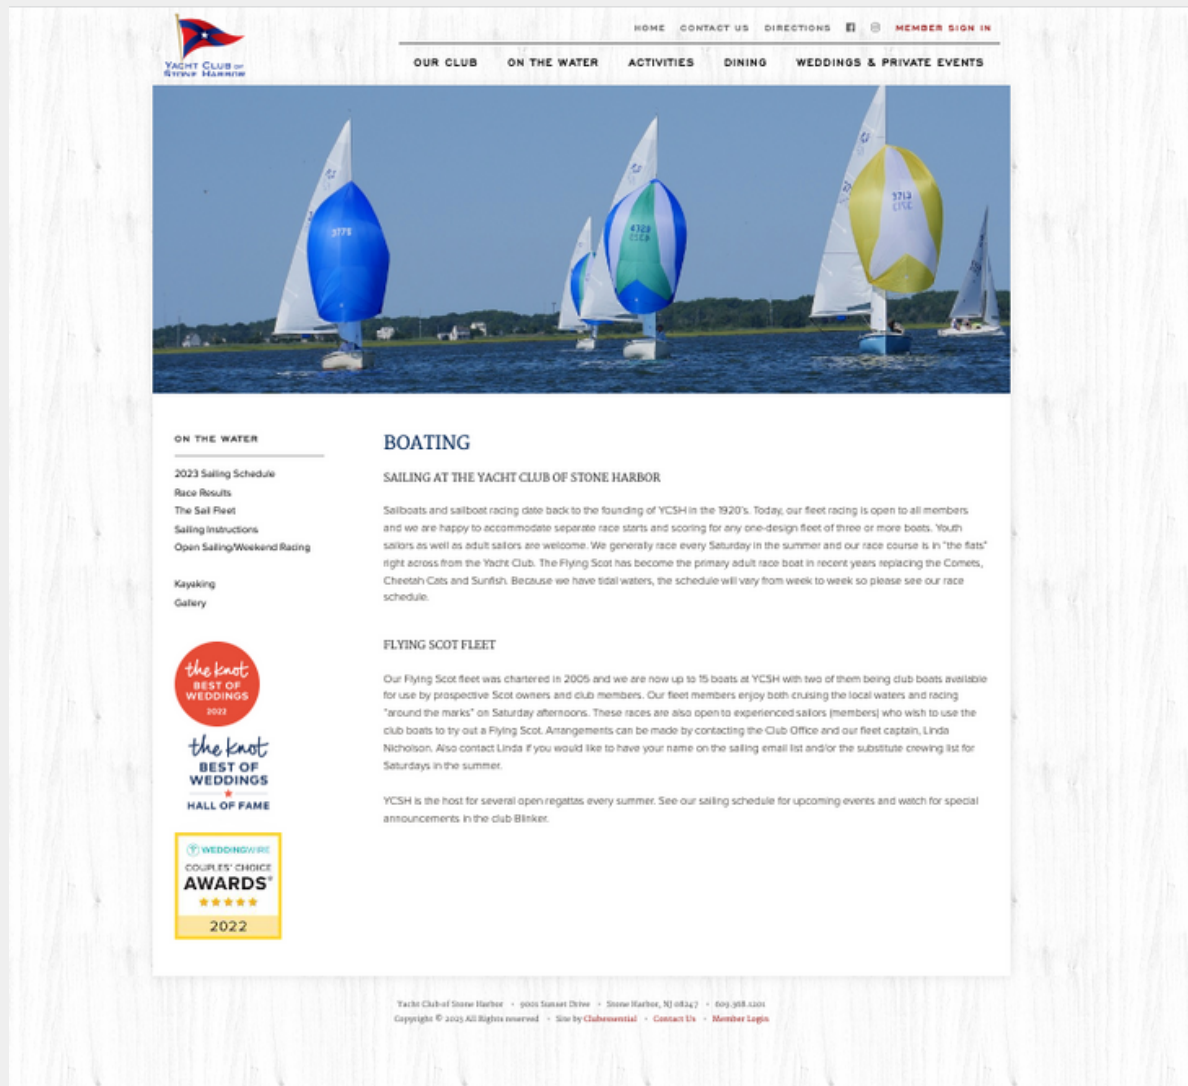 YACHT CLUB OF
STONE HARBOR
HOME CONTACT US DIRECTIONS MEMBER SIGN IN
OUR CLUB ON THE WATER ACTIVITIES DINING WEDDINGS & PRIVATE EVENTS
3778
4323
3713
ON THE WATER
2023 Sailing Schedule
Race Results
The Sail Fleet
Sailing Instructions
Open Sailing/Weekend Racing
Kayaking
Gallery
the knot
BEST OF
WEDDINGS
2022
the knot
BEST OF
WEDDINGS
HALL OF FAME
WEDDINGWIRE
COUPLES' CHOICE
AWARDS®
2022
BOATING
SAILING AT THE YACHT CLUB OF STONE HARBOR
Sailboats and sailboat racing date back to the founding of YCSH in the 1920's. Today, our fleet racing is open to all members
and we are happy to accommodate separate race starts and scoring for any one-design fleet of three or more boats. Youth
sailors as well as adult sailors are welcome. We generally race every Saturday in the summer and our race course is in "the flats"
right across from the Yacht Club. The Flying Scot has become the primary adult race boat in recent years replacing the Comets,
Cheetah Cats and Sunfish. Because we have tidal waters, the schedule will vary from week to week so please see our race
schedule.
FLYING SCOT FLEET
Our Flying Scot fleet was chartered in 2005 and we are now up to 15 boats at YCSH with two of them being club boats available
for use by prospective Scot owners and club members. Our fleet members enjoy both cruising the local waters and racing
"around the marks" on Saturday afternoons. These races are also open to experienced sailors (members) who wish to use the
club boats to try out a Flying Scot. Arrangements can be made by contacting the Club Office and our fleet captain, Linda
Nicholson. Also contact Linda if you would like to have your name on the sailing email list and/or the substitute crewing list for
Saturdays in the summer.
YCSH is the host for several open regattas every summer. See our sailing schedule for upcoming events and watch for special
announcements in the club Blinker.
Yacht Club of Stone Harbor • 9001 Sunset Drive • Stone Harbor, NJ 08247 • 609.368.1201
Copyright © 2023 All Rights reserved • Site by Clubessential • Contact Us • Member Login